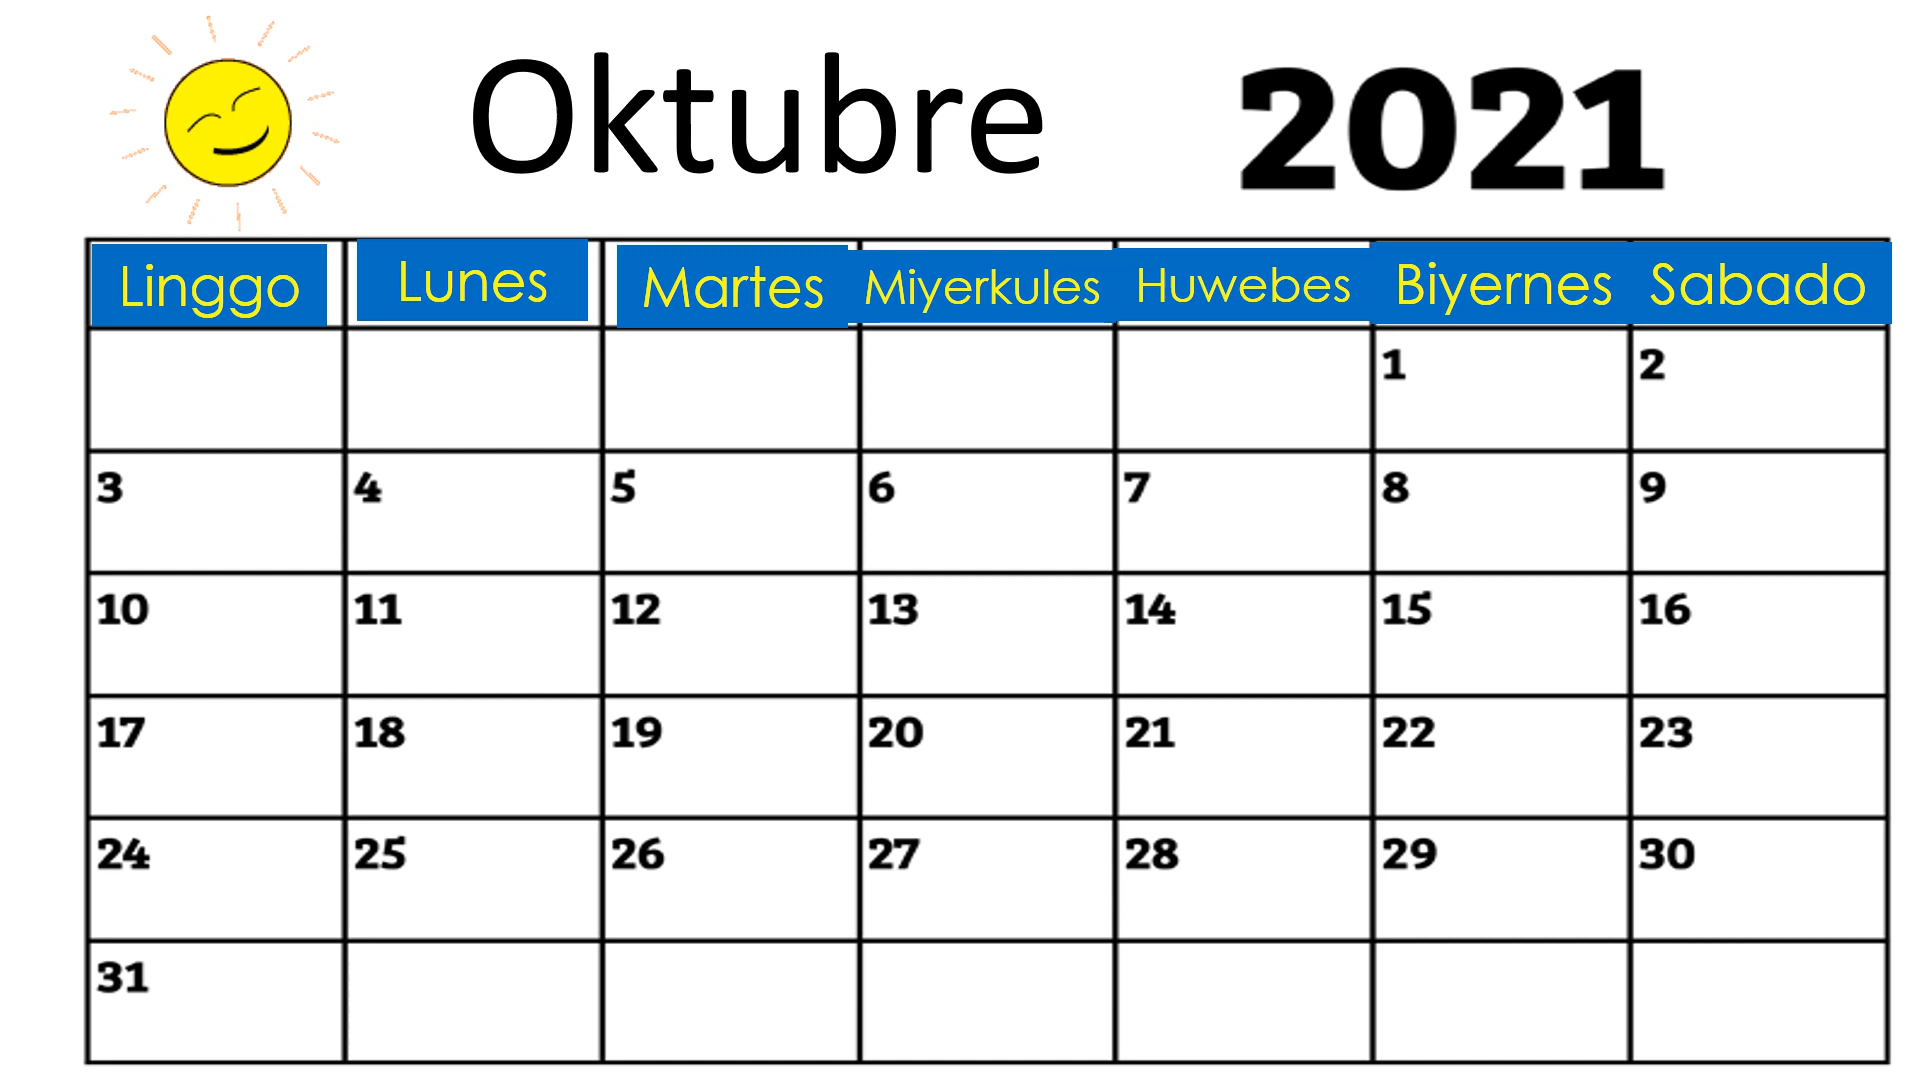 Oktubre 2021
Linggo Lunes Martes Miyerkules Huwebes Biyernes Sabado
1 2
3 4 5 6 7 8 9
10 11 12 13 14 15 16
17 18 19 20 21 22 23
24 25 26 27 28 29 30
31